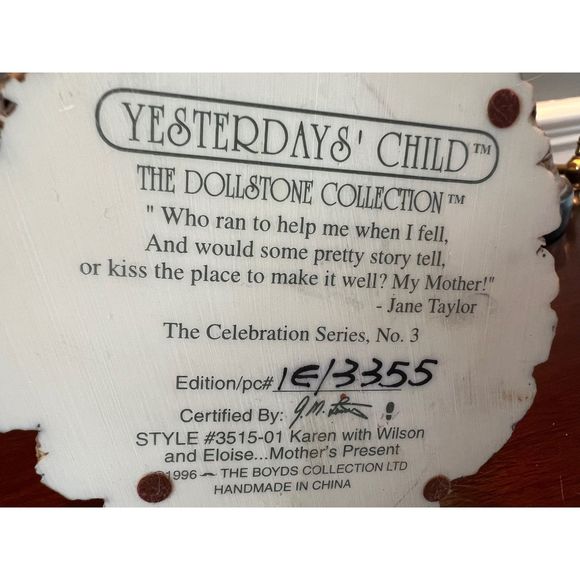 YESTERDAYS' CHILD™
THE DOLLSTONE COLLECTION™
" Who ran to help me when I fell,
And would some pretty story tell,
or kiss the place to make it well? My Mother!"
- Jane Taylor
The Celebration Series, No. 3
Edition/pc# 1E/3355
Certified By:
STYLE #3515-01 Karen with Wilson
and Eloise...Mother's Present
©1996 THE BOYDS COLLECTION LTD
HANDMADE IN CHINA